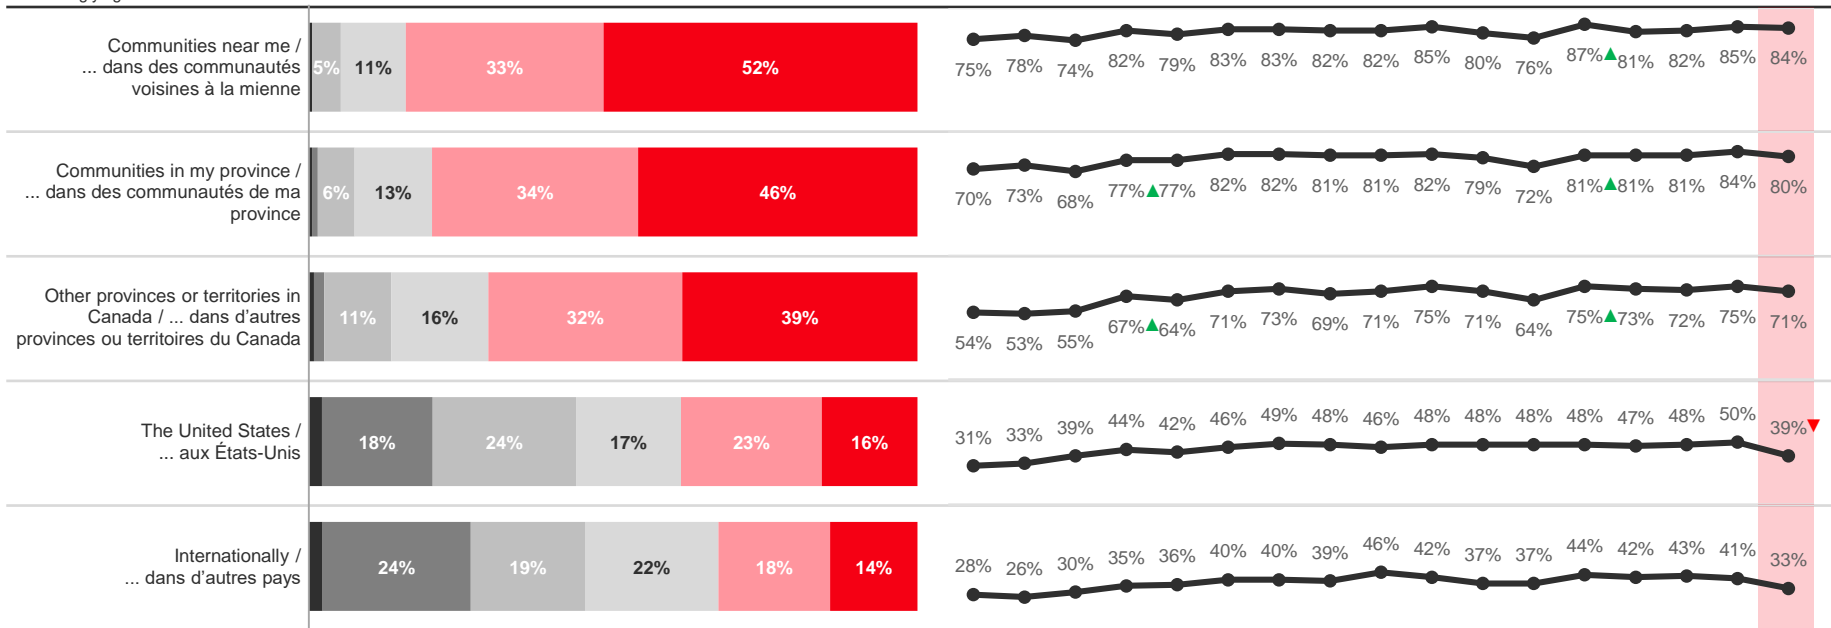 Communities near me /
... dans des communautés
voisines à la mienne
5% 11% 33% 52%
75% 78% 74% 82% 79% 83% 83% 82% 82% 85% 80% 76% 87% ▲ 81% 82% 85% 84%
Communities in my province /
... dans des communautés de ma
province
6% 13% 34% 46%
70% 73% 68% 77% ▲ 77% 82% 82% 81% 81% 82% 79% 72% 81% ▲ 81% 81% 84% 80%
Other provinces or territories in
Canada / ... dans d'autres
provinces ou territoires du Canada
11% 16% 32% 39%
54% 53% 55% 67% ▲ 64% 71% 73% 69% 71% 75% 71% 64% 75% ▲ 73% 72% 75% 71%
The United States /
... aux États-Unis
18% 24% 17% 23% 16%
31% 33% 39% 44% 42% 46% 49% 48% 46% 48% 48% 48% 48% 47% 48% 50% 39% ▼
Internationally /
... dans d'autres pays
24% 19% 22% 18% 14%
28% 26% 30% 35% 36% 40% 40% 39% 46% 42% 37% 37% 44% 42% 43% 41% 33%